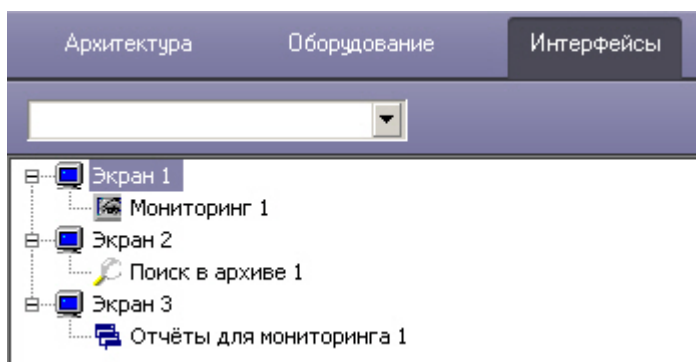 Архитектура Оборудование Интерфейсы
Экран 1
Мониторинг 1
Экран 2
Поиск в архиве 1
Экран 3
Отчёты для мониторинга 1